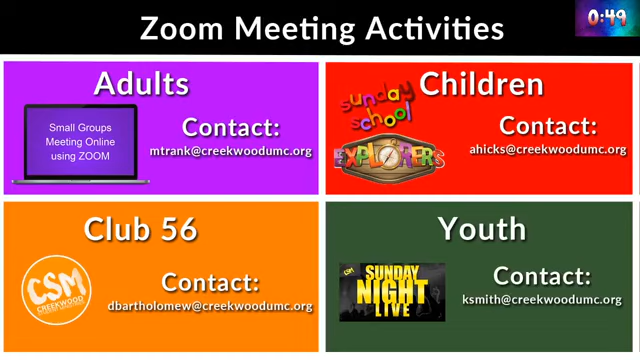 Zoom Meeting Activities
0:49
Adults
Small Groups
Meeting Online
using ZOOM
Contact:
mtrank@creekwoodumc.org
Children
sunday
school
EXPLORERS
Contact:
ahicks@creekwoodumc.org
Club 56
CSM
CREEKWOOD
Contact:
dbartholomew@creekwoodumc.org
Youth
CSM
SUNDAY
NIGHT
LIVE
Contact:
ksmith@creekwoodumc.org